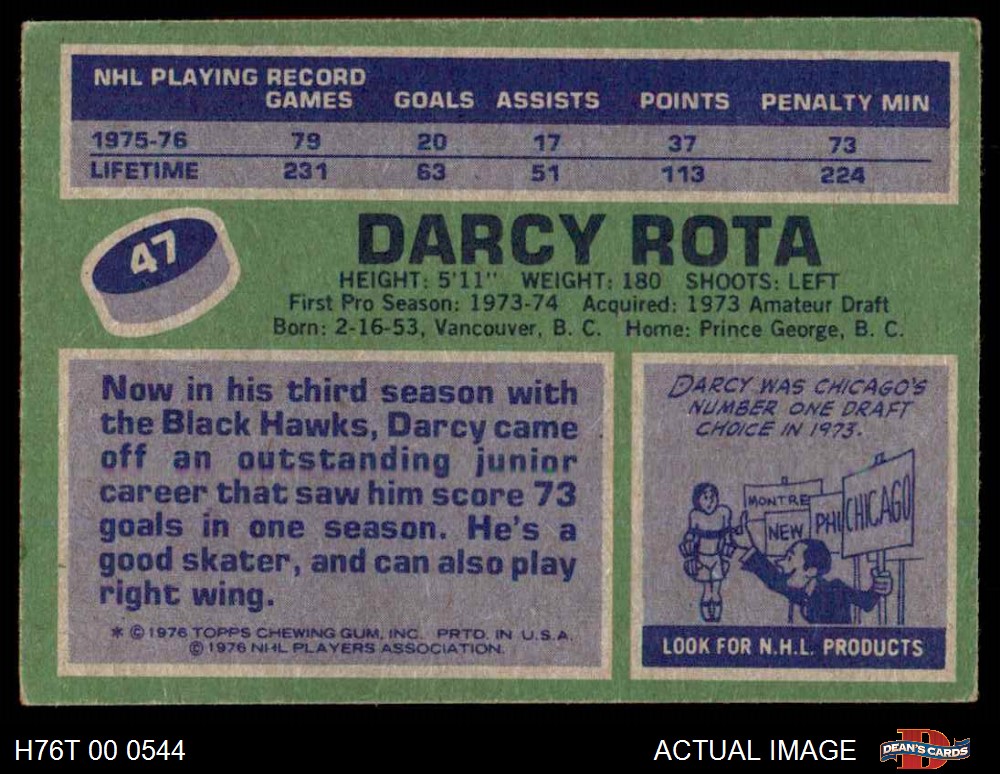 NHL PLAYING RECORD
GAMES GOALS ASSISTS POINTS PENALTY MIN
1975-76 79 20 17 37 73
LIFETIME 231 63 51 113 224
47
DARCY ROTA
HEIGHT: 5'11" WEIGHT: 180 SHOOTS: LEFT
First Pro Season: 1973-74 Acquired: 1973 Amateur Draft
Born: 2-16-53, Vancouver, B. C. Home: Prince George, B. C.
Now in his third season with
the Black Hawks, Darcy came
off an outstanding junior
career that saw him score 73
goals in one season. He's a
good skater, and can also play
right wing.
* © 1976 TOPPS CHEWING GUM, INC. PRTD. IN U.S.A.
© 1976 NHL PLAYERS ASSOCIATION.
DARCY WAS CHICAGO'S
NUMBER ONE DRAFT
CHOICE IN 1973.
MONTRE
NEW
PHI
CHICAGO
LOOK FOR N.H.L. PRODUCTS
H76T 00 0544
ACTUAL IMAGE
D
DEAN'S CARDS